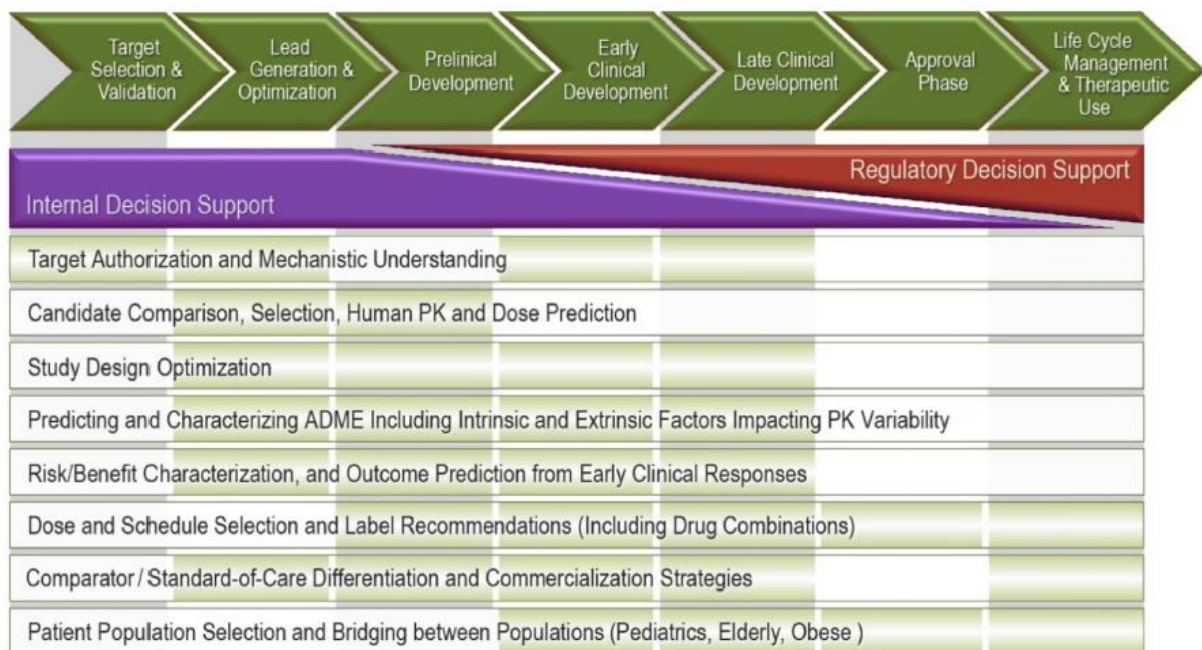 Target
Selection &
Validation
Lead
Generation &
Optimization
Prelinical
Development
Early
Clinical
Development
Late Clinical
Development
Approval
Phase
Life Cycle
Management
& Therapeutic
Use
Regulatory Decision Support
Internal Decision Support
Target Authorization and Mechanistic Understanding
Candidate Comparison, Selection, Human PK and Dose Prediction
Study Design Optimization
Predicting and Characterizing ADME Including Intrinsic and Extrinsic Factors Impacting PK Variability
Risk/Benefit Characterization, and Outcome Prediction from Early Clinical Responses
Dose and Schedule Selection and Label Recommendations (Including Drug Combinations)
Comparator / Standard-of-Care Differentiation and Commercialization Strategies
Patient Population Selection and Bridging between Populations (Pediatrics, Elderly, Obese )